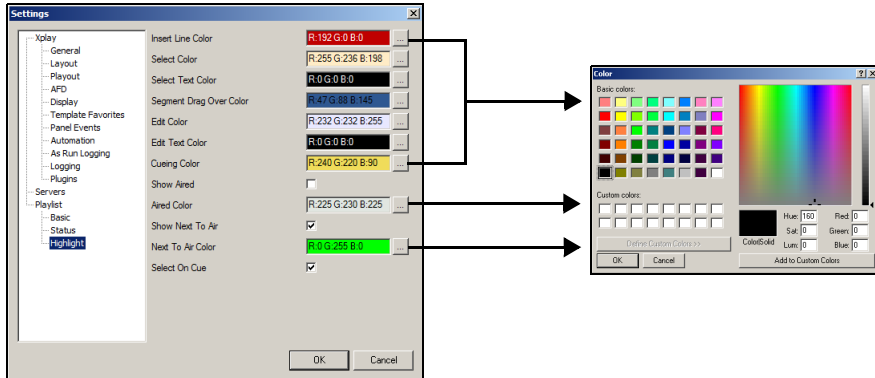 Settings
Xplay
General
Layout
Playout
AFD
Display
Template Favorites
Panel Events
Automation
As Run Logging
Logging
Plugins
Servers
Playlist
Basic
Status
Highlight
Insert Line Color R:192 G:0 B:0 ...
Select Color R:255 G:236 B:198 ...
Select Text Color R:0 G:0 B:0 ...
Segment Drag Over Color R:47 G:88 B:145 ...
Edit Color R:232 G:232 B:255 ...
Edit Text Color R:0 G:0 B:0 ...
Cueing Color R:240 G:220 B:90 ...
Show Aired
Aired Color R:225 G:230 B:225 ...
Show Next To Air
Next To Air Color R:0 G:255 B:0 ...
Select On Cue
OK Cancel
Color
Basic colors:
Custom colors:
Define Custom Colors >>
OK Cancel
Color|Solid
Hue: 160 Red: 0
Sat: 0 Green: 0
Lum: 0 Blue: 0
Add to Custom Colors